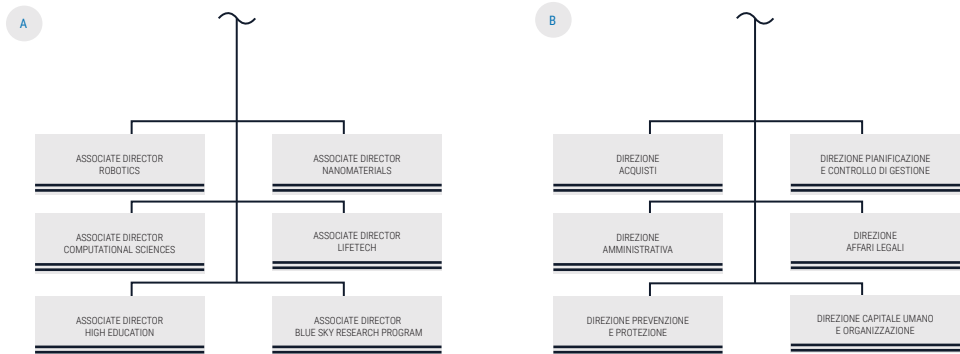 A
ASSOCIATE DIRECTOR
ROBOTICS
ASSOCIATE DIRECTOR
NANOMATERIALS
ASSOCIATE DIRECTOR
COMPUTATIONAL SCIENCES
ASSOCIATE DIRECTOR
LIFETECH
ASSOCIATE DIRECTOR
HIGH EDUCATION
ASSOCIATE DIRECTOR
BLUE SKY RESEARCH PROGRAM
B
DIREZIONE
ACQUISTI
DIREZIONE PIANIFICAZIONE
E CONTROLLO DI GESTIONE
DIREZIONE
AMMINISTRATIVA
DIREZIONE
AFFARI LEGALI
DIREZIONE PREVENZIONE
E PROTEZIONE
DIREZIONE CAPITALE UMANO
E ORGANIZZAZIONE